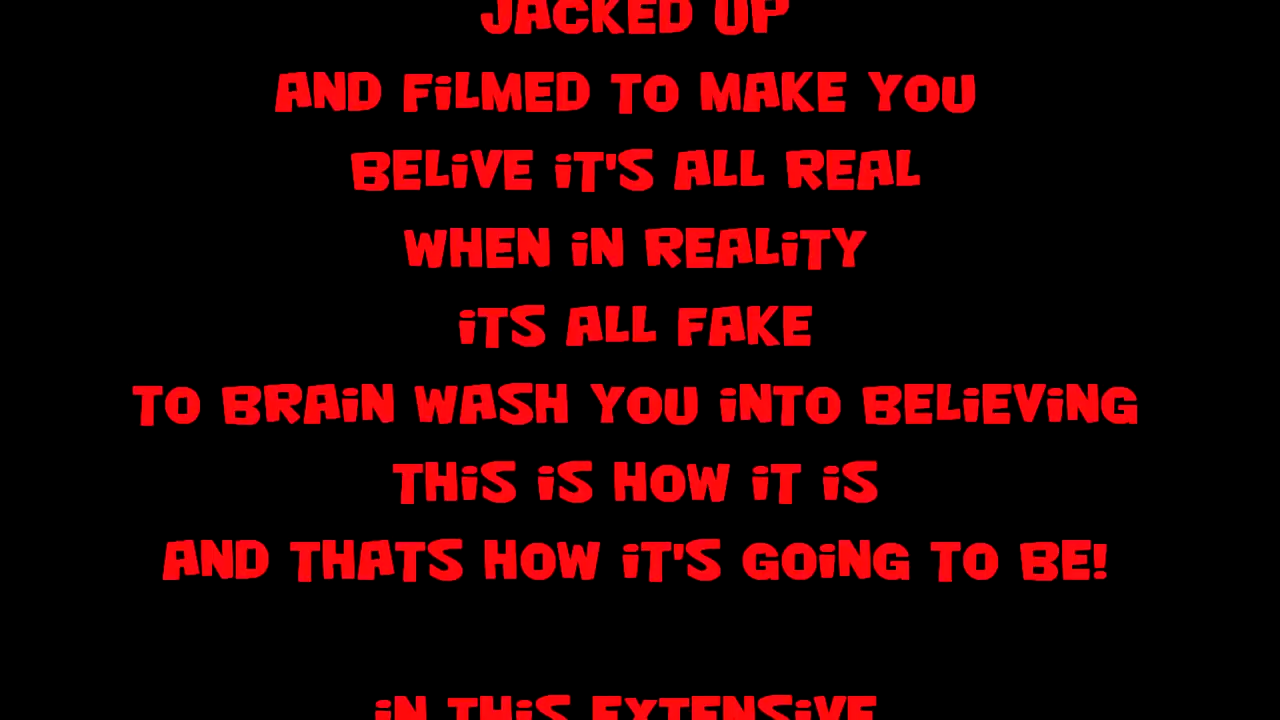 JACKED UP
AND FiLMED TO MAKE YOU
BELiVE iT'S ALL REAL
WHEN iN REALiTY
iTS ALL FAKE
TO BRAiN WASH YOU iNTO BELiEViNG
THiS iS HOW iT iS
AND THATS HOW iT'S GOiNG TO BE!
iN THiS EXTENSiVE